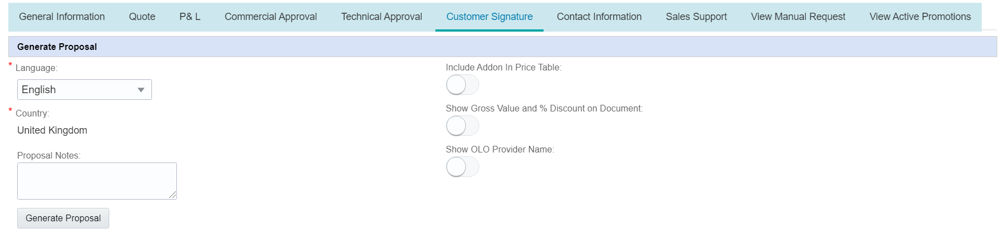 General Information Quote P& L Commercial Approval Technical Approval Customer Signature Contact Information Sales Support View Manual Request View Active Promotions
Generate Proposal
* Language:
English
* Country:
United Kingdom
Proposal Notes:
Generate Proposal
Include Addon In Price Table:
Show Gross Value and % Discount on Document:
Show OLO Provider Name: